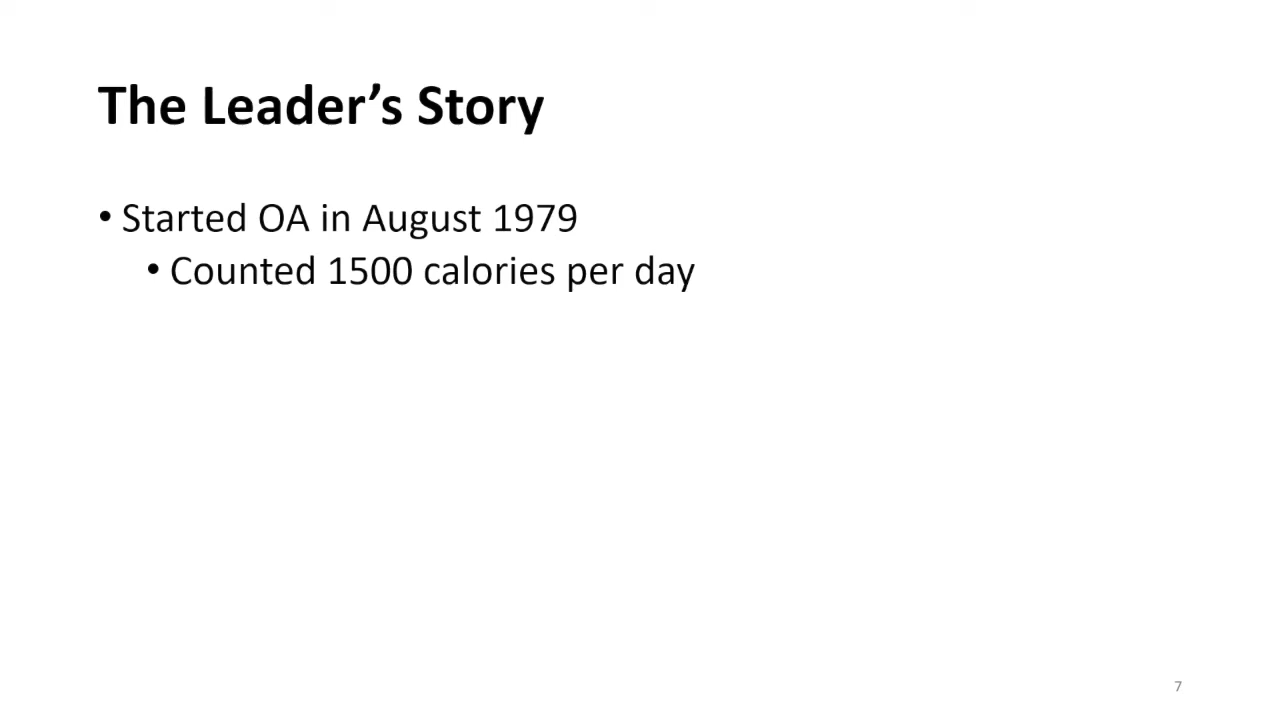 The Leader’s Story
• Started OA in August 1979
• Counted 1500 calories per day
7